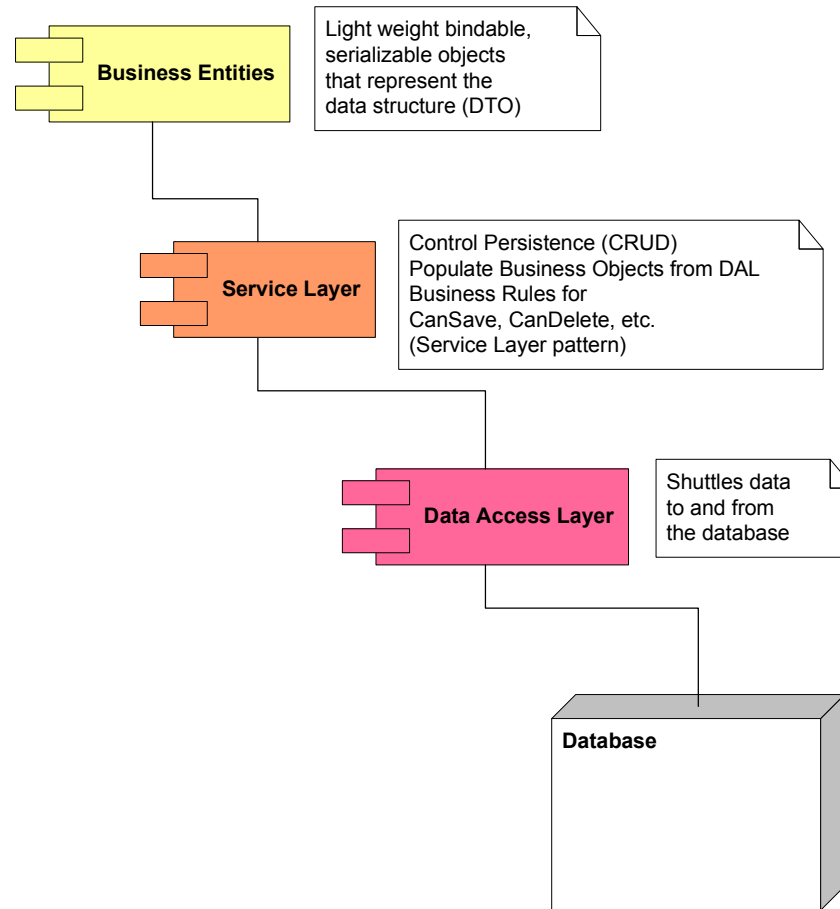 Business Entities
Light weight bindable,
serializable objects
that represent the
data structure (DTO)
Service Layer
Control Persistence (CRUD)
Populate Business Objects from DAL
Business Rules for
CanSave, CanDelete, etc.
(Service Layer pattern)
Data Access Layer
Shuttles data
to and from
the database
Database